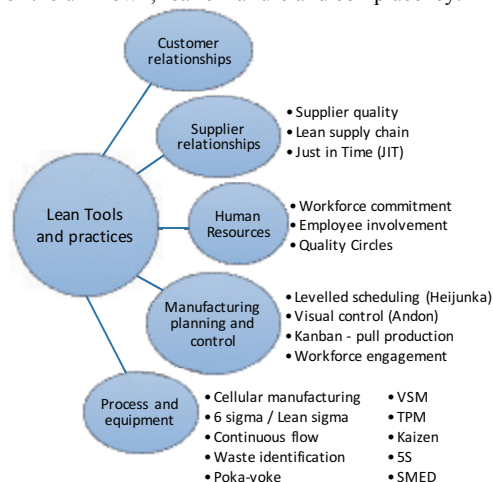 Customer
relationships
Supplier
relationships
• Supplier quality
• Lean supply chain
• Just in Time (JIT)
Lean Tools
and practices
Human
Resources
• Workforce commitment
• Employee involvement
• Quality Circles
Manufacturing
planning and
control
• Levelled scheduling (Heijunka)
• Visual control (Andon)
• Kanban - pull production
• Workforce engagement
Process and
equipment
• Cellular manufacturing
• 6 sigma / Lean sigma
• Continuous flow
• Waste identification
• Poka-yoke
• VSM
• TPM
• Kaizen
• 5S
• SMED